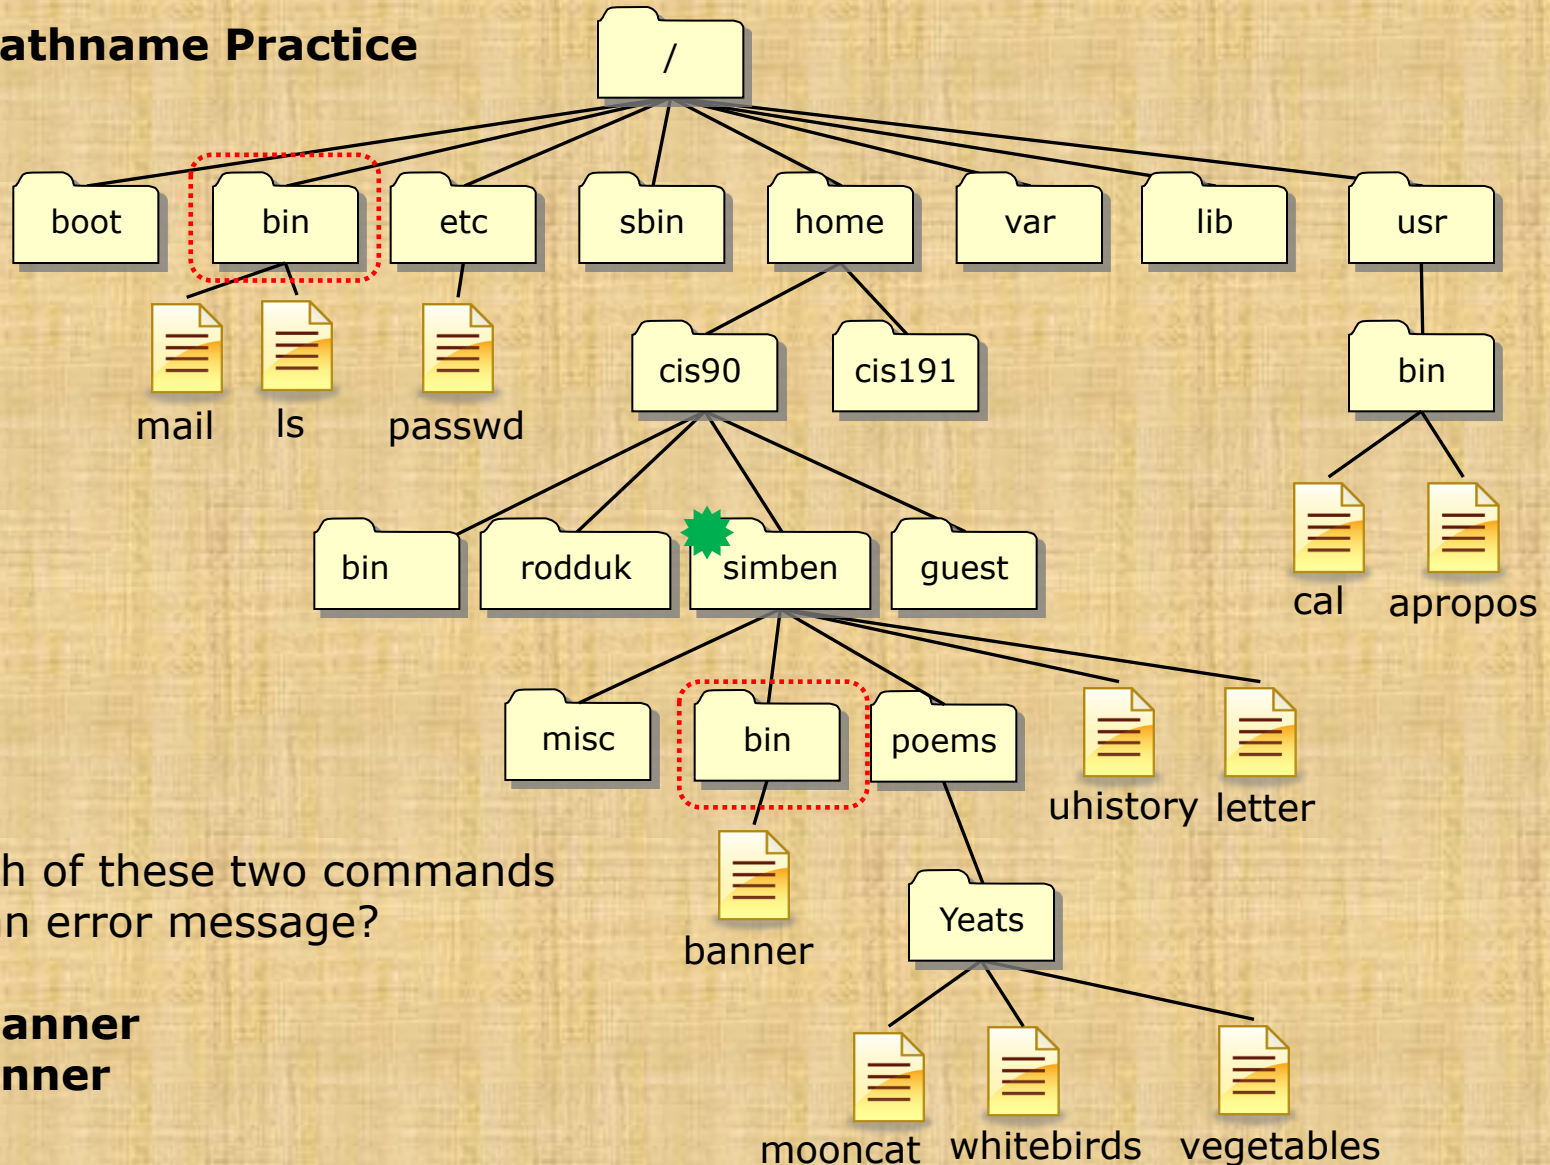 athname Practice
/
boot bin etc sbin home var lib usr
mail ls passwd
cis90 cis191 bin
cal apropos
bin rodduk simben guest
misc bin poems
uhistory letter
banner
Yeats
mooncat whitebirds vegetables
h of these two commands
an error message?
anner
nner